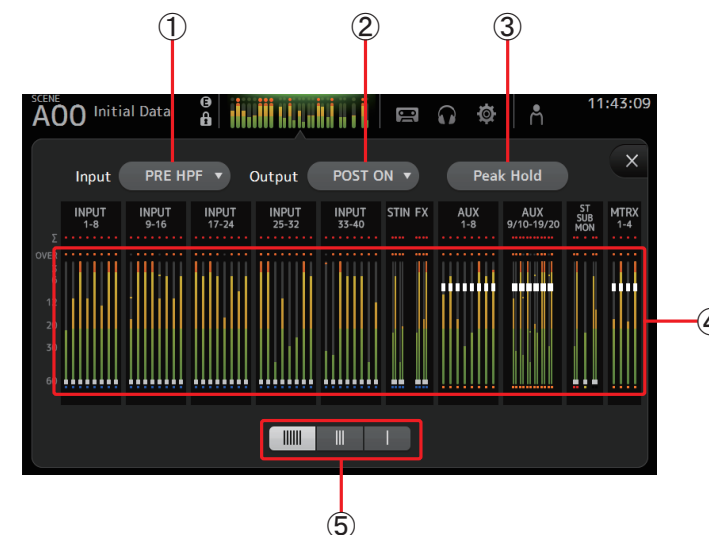 ① ② ③
SCENE
A00 Initial Data E 11:43:09
Input PRE HPF Output POST ON Peak Hold
INPUT 1-8 INPUT 9-16 INPUT 17-24 INPUT 25-32 INPUT 33-40 STIN FX AUX 1-8 AUX 9/10-19/20 ST SUB MON MTRX 1-4
Σ
OVER
12
20
30
60
④
⑤